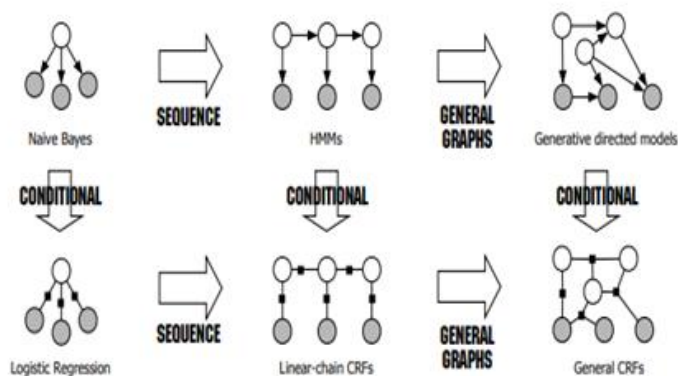 SEQUENCE
GENERAL
GRAPHS
Naïve Bayes
HMMs
Generative directed models
CONDITIONAL
CONDITIONAL
CONDITIONAL
SEQUENCE
GENERAL
GRAPHS
Logistic Regression
Linear-chain CRFs
General CRFs